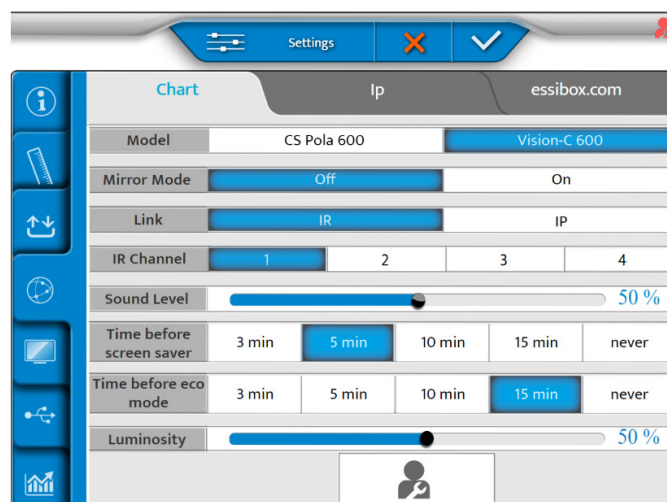 Settings
Chart Ip essibox.com
Model CS Pola 600 Vision-C 600
Mirror Mode Off On
Link IR IP
IR Channel 1 2 3 4
Sound Level 50 %
Time before
screen saver 3 min 5 min 10 min 15 min never
Time before eco
mode 3 min 5 min 10 min 15 min never
Luminosity 50 %